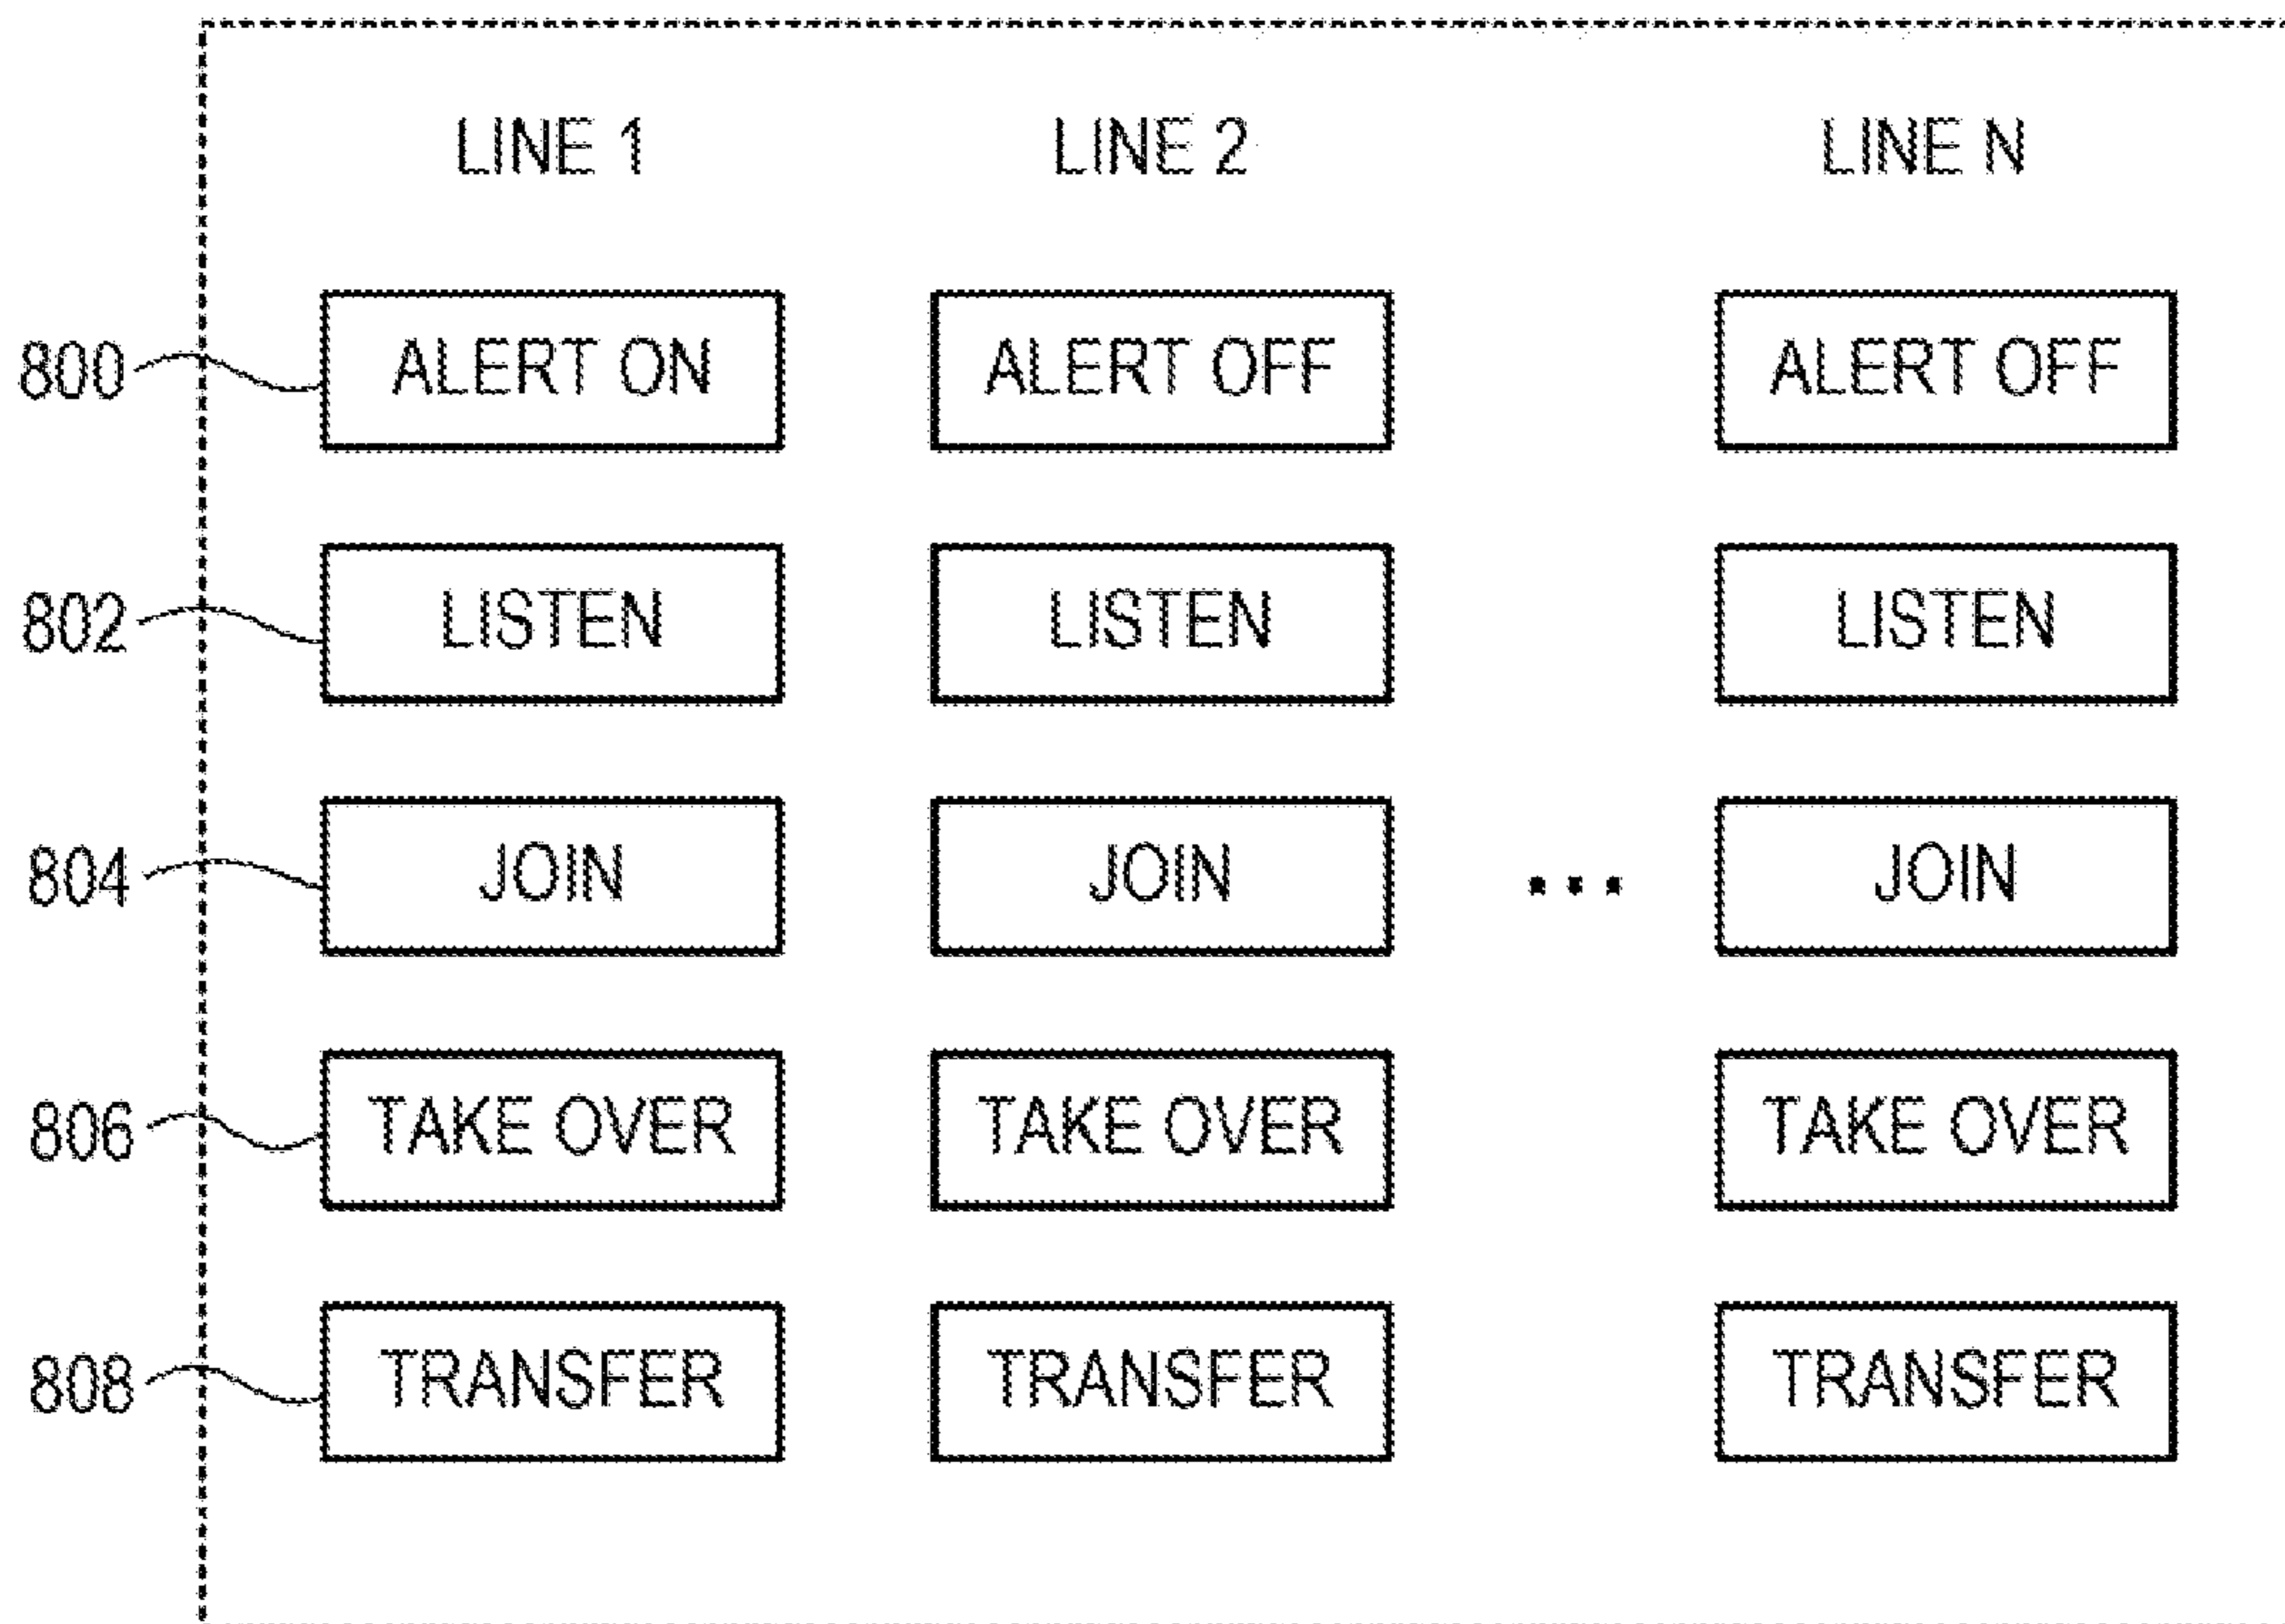 LINE 1 LINE 2 LINE N
800 ALERT ON ALERT OFF ALERT OFF
802 LISTEN LISTEN LISTEN
804 JOIN JOIN ... JOIN
806 TAKE OVER TAKE OVER TAKE OVER
808 TRANSFER TRANSFER TRANSFER